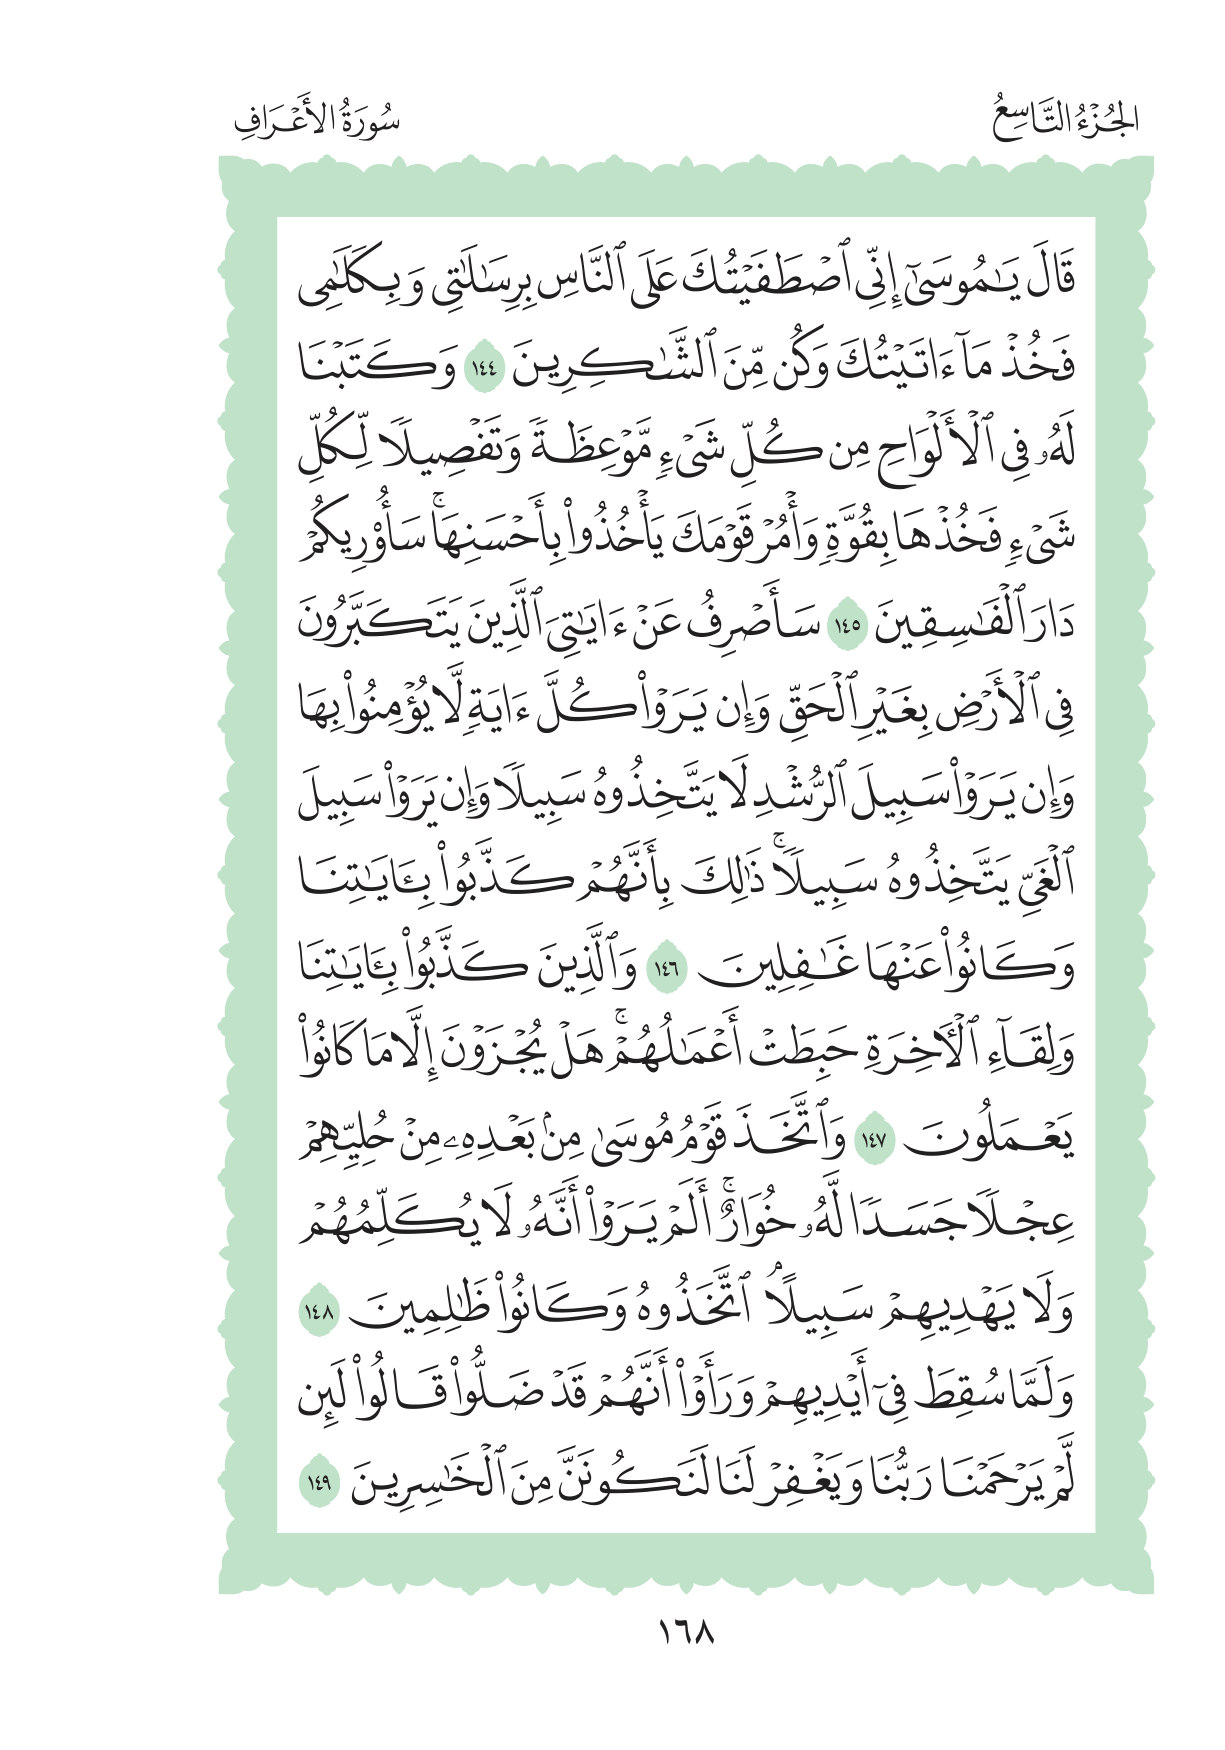 الجُزْءُ التَّاسِعُ
سُورَةُ الأَعْرَافِ
قَالَ يَـٰمُوسَىٰٓ إِنِّي ٱصۡطَفَيۡتُكَ عَلَى ٱلنَّاسِ بِرِسَـٰلَـٰتِي وَبِكَلَـٰمِي
فَخُذۡ مَآ ءَاتَيۡتُكَ وَكُن مِّنَ ٱلشَّـٰكِرِينَ ١٤٤ وَكَتَبۡنَا
لَهُۥ فِي ٱلۡأَلۡوَاحِ مِن كُلِّ شَيۡءٖ مَّوۡعِظَةٗ وَتَفۡصِيلٗا لِّكُلِّ
شَيۡءٖ فَخُذۡهَا بِقُوَّةٖ وَأۡمُرۡ قَوۡمَكَ يَأۡخُذُواْ بِأَحۡسَنِهَاۚ سَأُوْرِيكُمۡ
دَارَ ٱلۡفَـٰسِقِينَ ١٤٥ سَأَصۡرِفُ عَنۡ ءَايَـٰتِيَ ٱلَّذِينَ يَتَكَبَّرُونَ
فِي ٱلۡأَرۡضِ بِغَيۡرِ ٱلۡحَقِّ وَإِن يَرَوۡاْ كُلَّ ءَايَةٖ لَّا يُؤۡمِنُواْ بِهَا
وَإِن يَرَوۡاْ سَبِيلَ ٱلرُّشۡدِ لَا يَتَّخِذُوهُ سَبِيلٗا وَإِن يَرَوۡاْ سَبِيلَ
ٱلۡغَيِّ يَتَّخِذُوهُ سَبِيلٗاۚ ذَٰلِكَ بِأَنَّهُمۡ كَذَّبُواْ بِـَٔايَـٰتِنَا
وَكَانُواْ عَنۡهَا غَـٰفِلِينَ ١٤٦ وَٱلَّذِينَ كَذَّبُواْ بِـَٔايَـٰتِنَا
وَلِقَآءِ ٱلۡأٓخِرَةِ حَبِطَتۡ أَعۡمَـٰلُهُمۡۚ هَلۡ يُجۡزَوۡنَ إِلَّا مَا كَانُواْ
يَعۡمَلُونَ ١٤٧ وَٱتَّخَذَ قَوۡمُ مُوسَىٰ مِنۢ بَعۡدِهِۦ مِنۡ حُلِيِّهِمۡ
عِجۡلٗا جَسَدٗا لَّهُۥ خُوَارٌۚ أَلَمۡ يَرَوۡاْ أَنَّهُۥ لَا يُكَلِّمُهُمۡ
وَلَا يَهۡدِيهِمۡ سَبِيلًاۘ ٱتَّخَذُوهُ وَكَانُواْ ظَـٰلِمِينَ ١٤٨
وَلَمَّا سُقِطَ فِيٓ أَيۡدِيهِمۡ وَرَأَوۡاْ أَنَّهُمۡ قَدۡ ضَلُّواْ قَالُواْ لَئِن
لَّمۡ يَرۡحَمۡنَا رَبُّنَا وَيَغۡفِرۡ لَنَا لَنَكُونَنَّ مِنَ ٱلۡخَـٰسِرِينَ ١٤٩
١٦٨